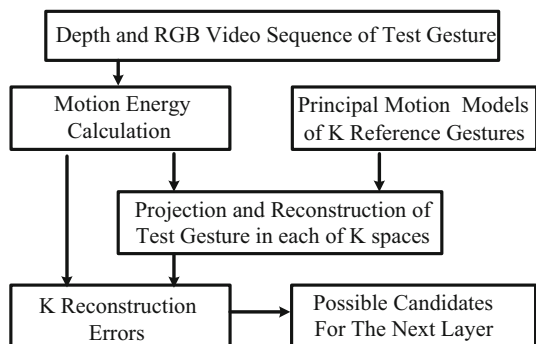 Depth and RGB Video Sequence of Test Gesture
Motion Energy
Calculation
Principal Motion Models
of K Reference Gestures
Projection and Reconstruction of
Test Gesture in each of K spaces
K Reconstruction
Errors
Possible Candidates
For The Next Layer